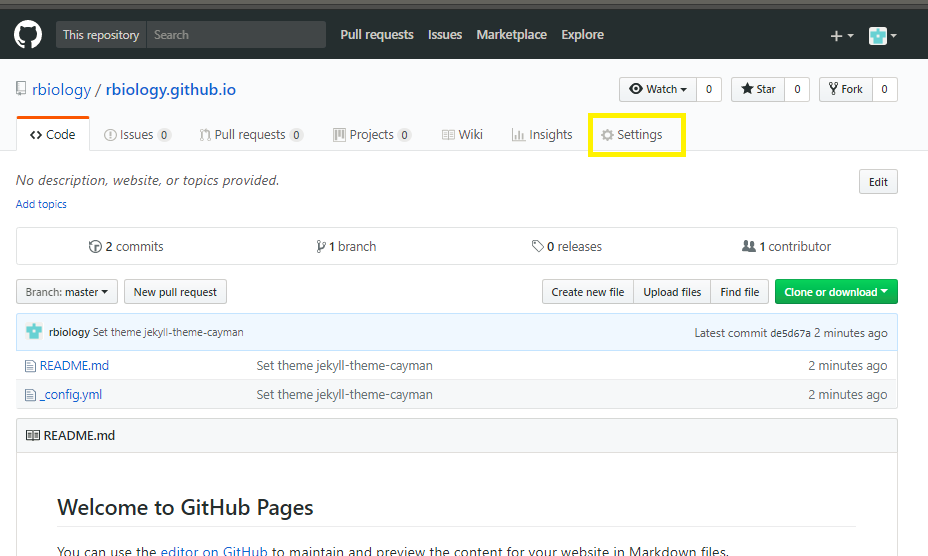 This repository Search Pull requests Issues Marketplace Explore
rbiology / rbiology.github.io Watch 0 Star 0 Fork 0
Code Issues 0 Pull requests 0 Projects 0 Wiki Insights Settings
No description, website, or topics provided. Edit
Add topics
2 commits 1 branch 0 releases 1 contributor
Branch: master New pull request Create new file Upload files Find file Clone or download
rbiology Set theme jekyll-theme-cayman Latest commit de5d67a 2 minutes ago
README.md Set theme jekyll-theme-cayman 2 minutes ago
_config.yml Set theme jekyll-theme-cayman 2 minutes ago
README.md
Welcome to GitHub Pages
You can use the editor on GitHub to maintain and preview the content for your website in Markdown files.